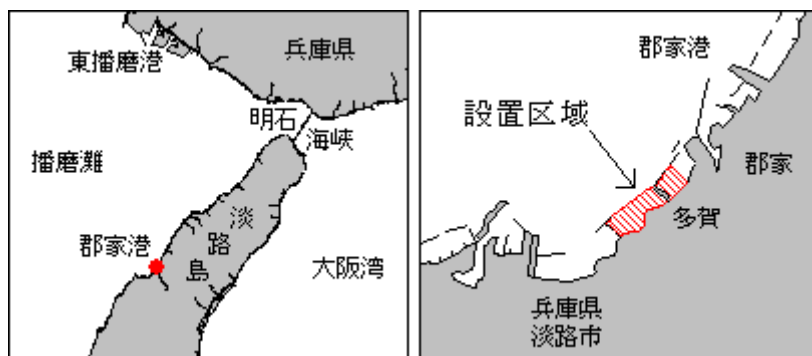 東播磨港
兵庫県
明石
海峡
播磨灘
淡
路
島
郡家港
大阪湾
郡家港
設置区域
郡家
多賀
兵庫県
淡路市